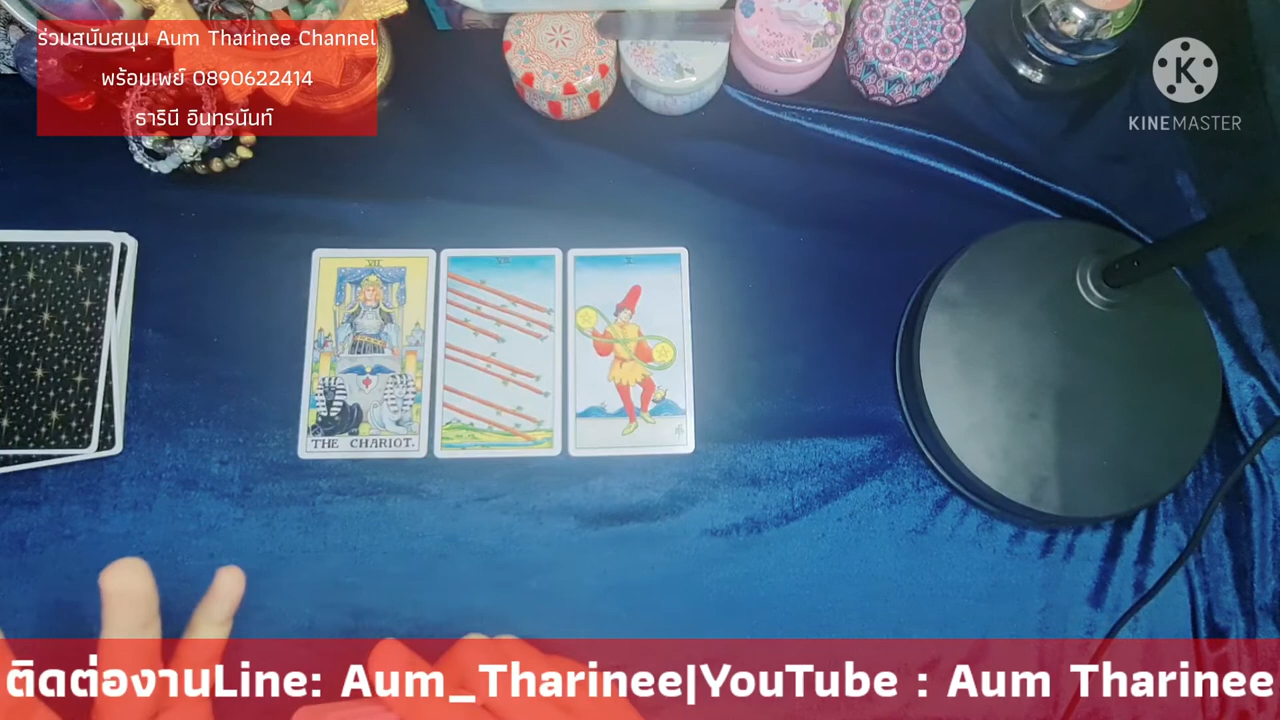 ร่วมสนับสนุน Aum Tharinee Channel
พร้อมเพย์ 0890622414
ธารินี อินทรนันท์
K
KINEMASTER
VII
THE CHARIOT.
ติดต่องานLine: Aum_Tharinee|YouTube : Aum Tharinee